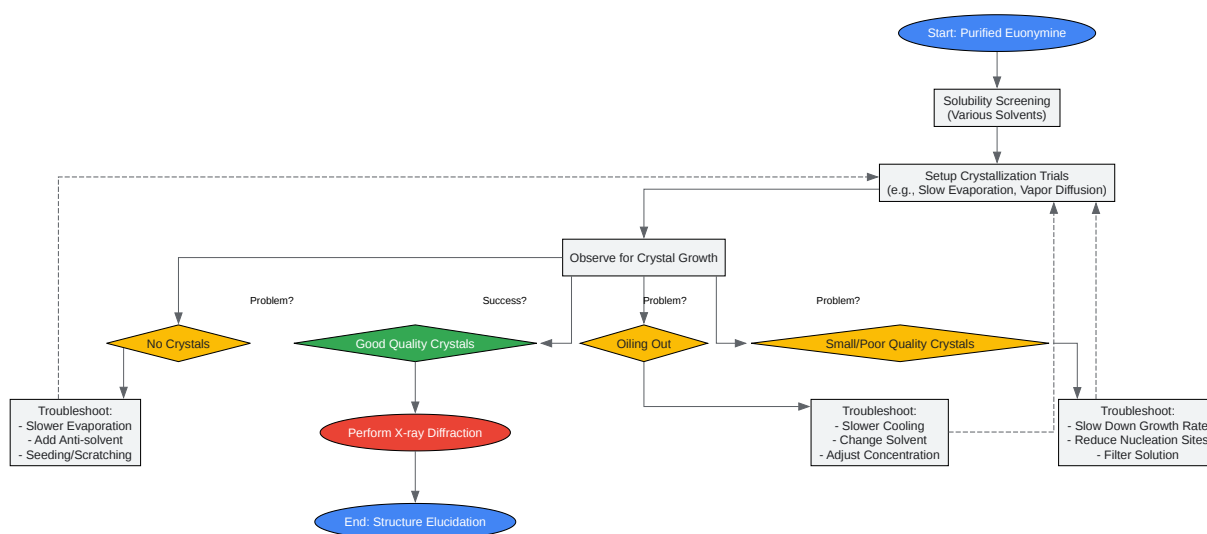 Start: Purified Euonymine
Solubility Screening
(Various Solvents)
Setup Crystallization Trials
(e.g., Slow Evaporation, Vapor Diffusion)
Observe for Crystal Growth
Problem?
Success?
Problem?
Problem?
No Crystals
Good Quality Crystals
Oiling Out
Small/Poor Quality Crystals
Troubleshoot:
- Slower Evaporation
- Add Anti-solvent
- Seeding/Scratching
Perform X-ray Diffraction
Troubleshoot:
- Slower Cooling
- Change Solvent
- Adjust Concentration
Troubleshoot:
- Slow Down Growth Rate
- Reduce Nucleation Sites
- Filter Solution
End: Structure Elucidation